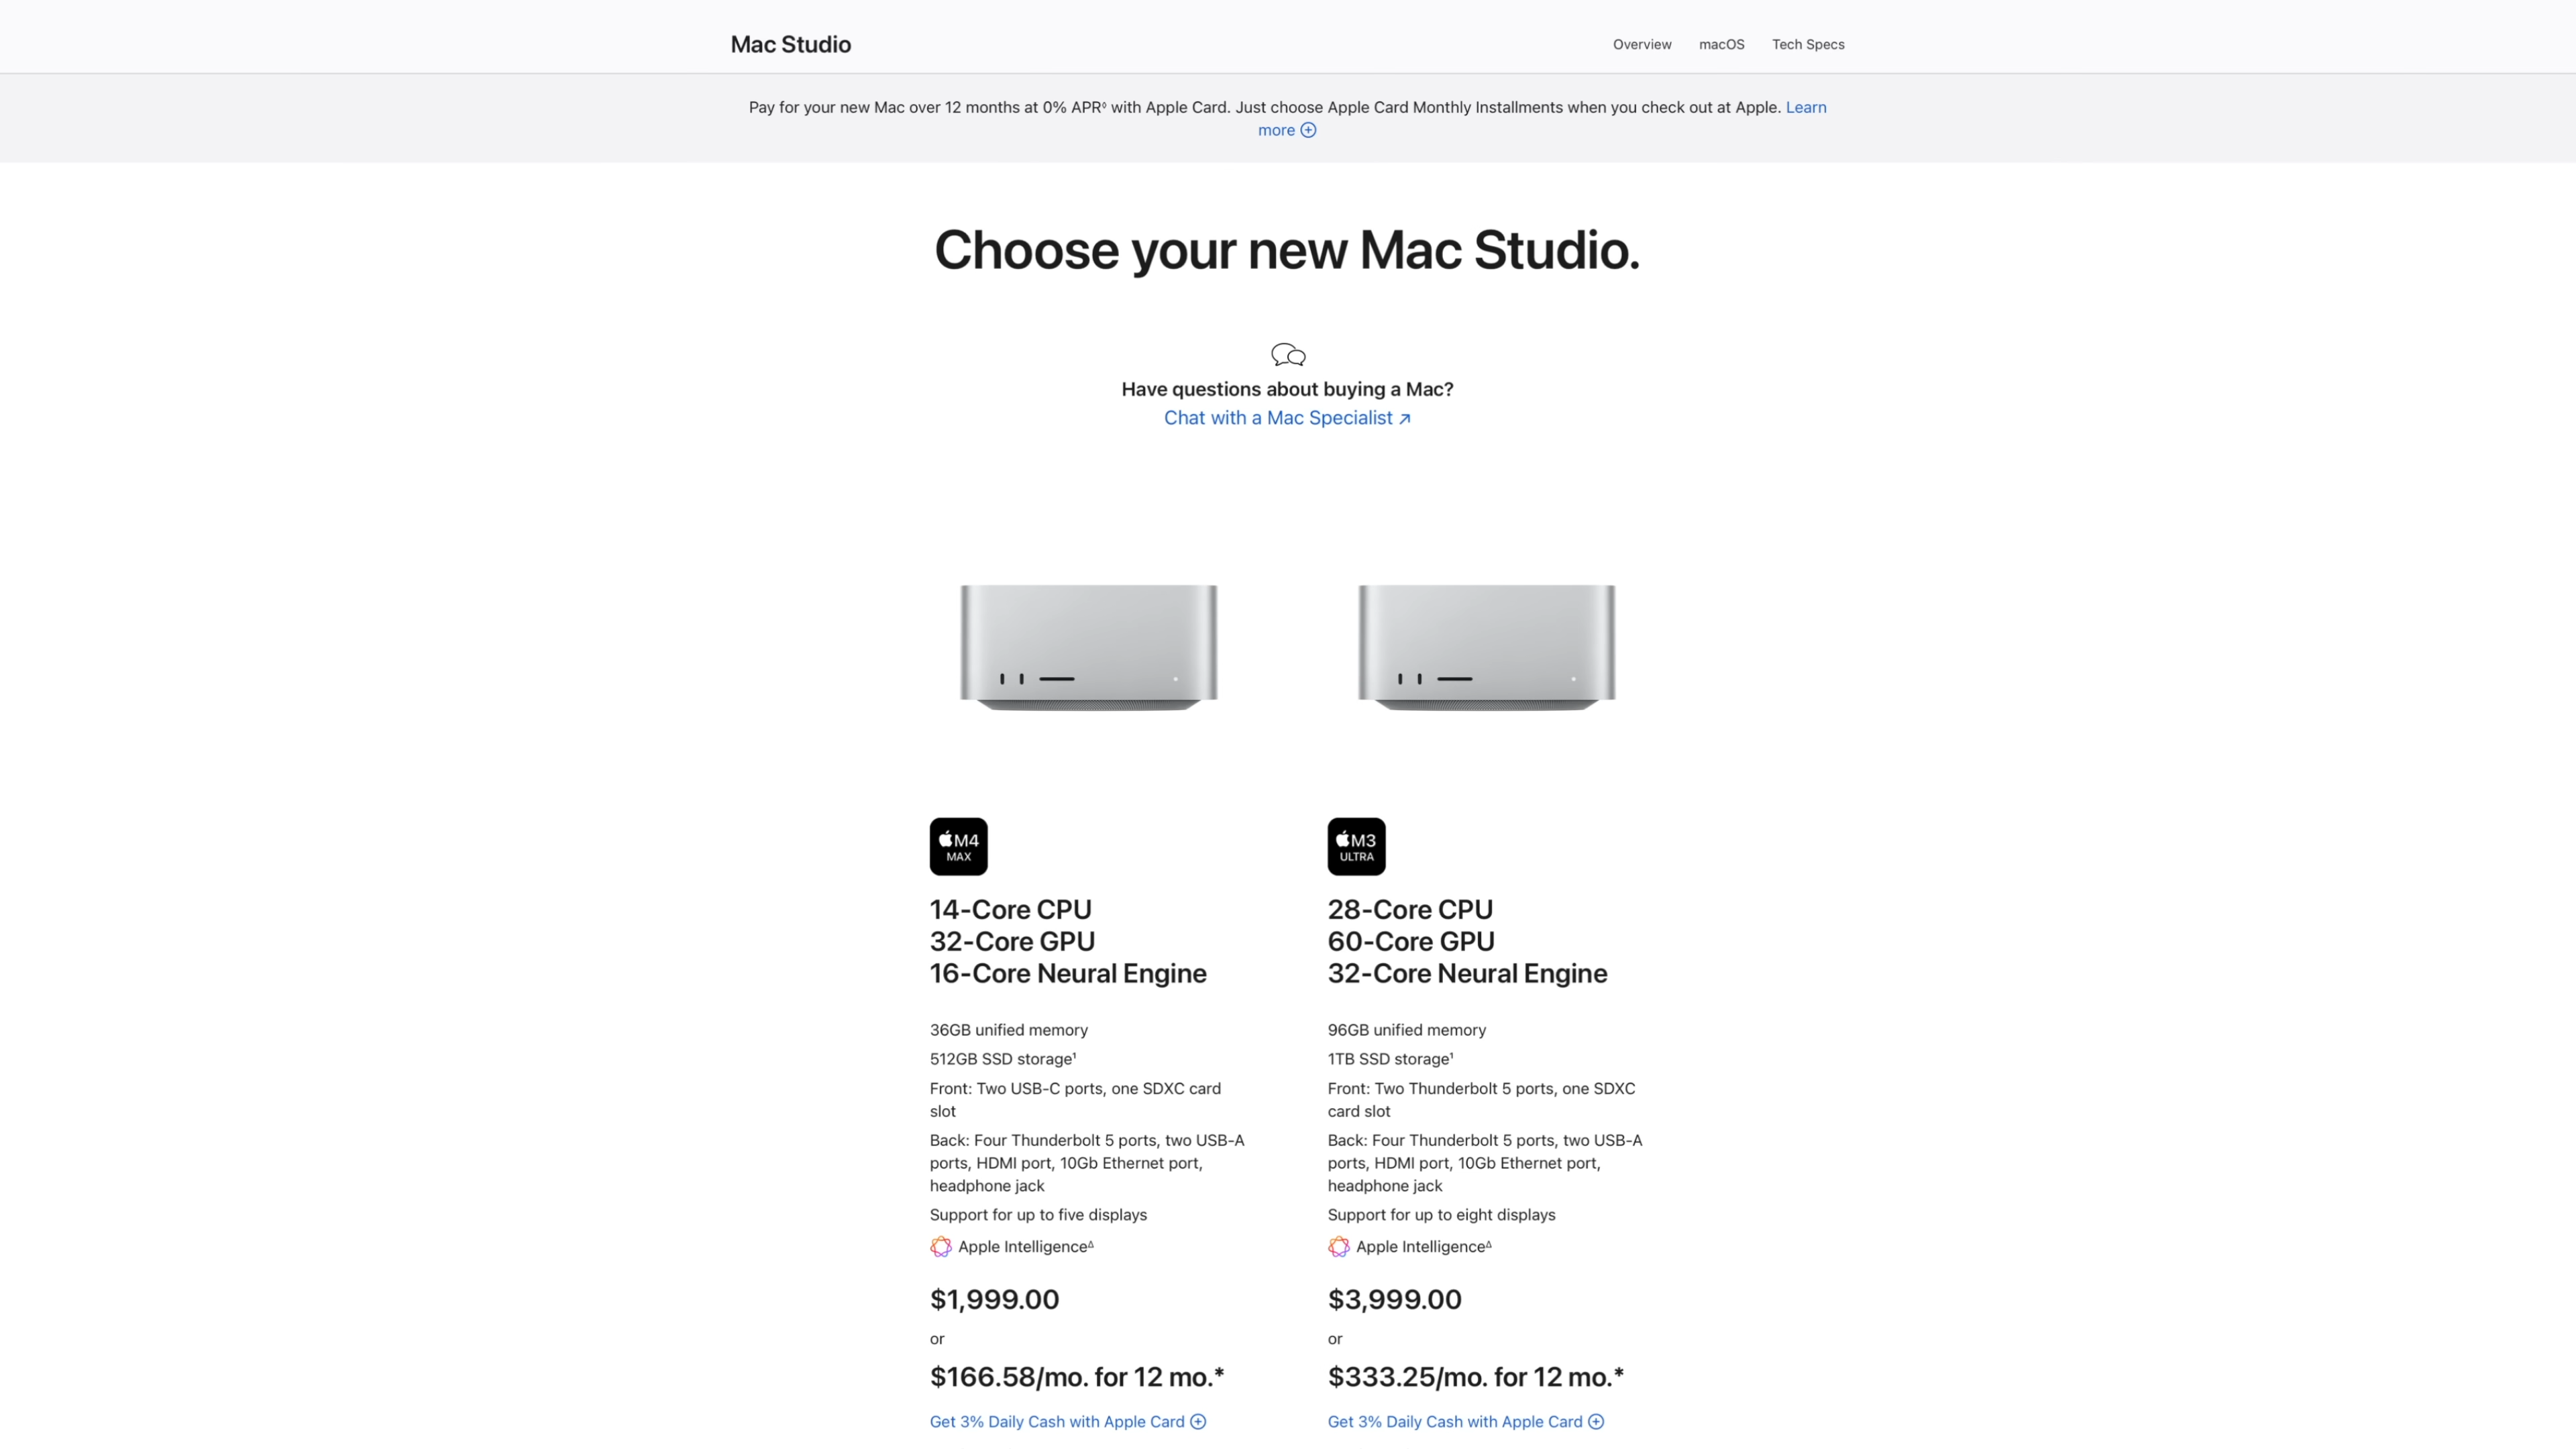 Mac Studio
Overview macOS Tech Specs
Pay for your new Mac over 12 months at 0% APR◊ with Apple Card. Just choose Apple Card Monthly Installments when you check out at Apple. Learn
more
Choose your new Mac Studio.
Have questions about buying a Mac?
Chat with a Mac Specialist ↗
M4
MAX
14-Core CPU
32-Core GPU
16-Core Neural Engine
36GB unified memory
512GB SSD storage¹
Front: Two USB-C ports, one SDXC card
slot
Back: Four Thunderbolt 5 ports, two USB-A
ports, HDMI port, 10Gb Ethernet port,
headphone jack
Support for up to five displays
Apple IntelligenceΔ
$1,999.00
or
$166.58/mo. for 12 mo.*
Get 3% Daily Cash with Apple Card
M3
ULTRA
28-Core CPU
60-Core GPU
32-Core Neural Engine
96GB unified memory
1TB SSD storage¹
Front: Two Thunderbolt 5 ports, one SDXC
card slot
Back: Four Thunderbolt 5 ports, two USB-A
ports, HDMI port, 10Gb Ethernet port,
headphone jack
Support for up to eight displays
Apple IntelligenceΔ
$3,999.00
or
$333.25/mo. for 12 mo.*
Get 3% Daily Cash with Apple Card